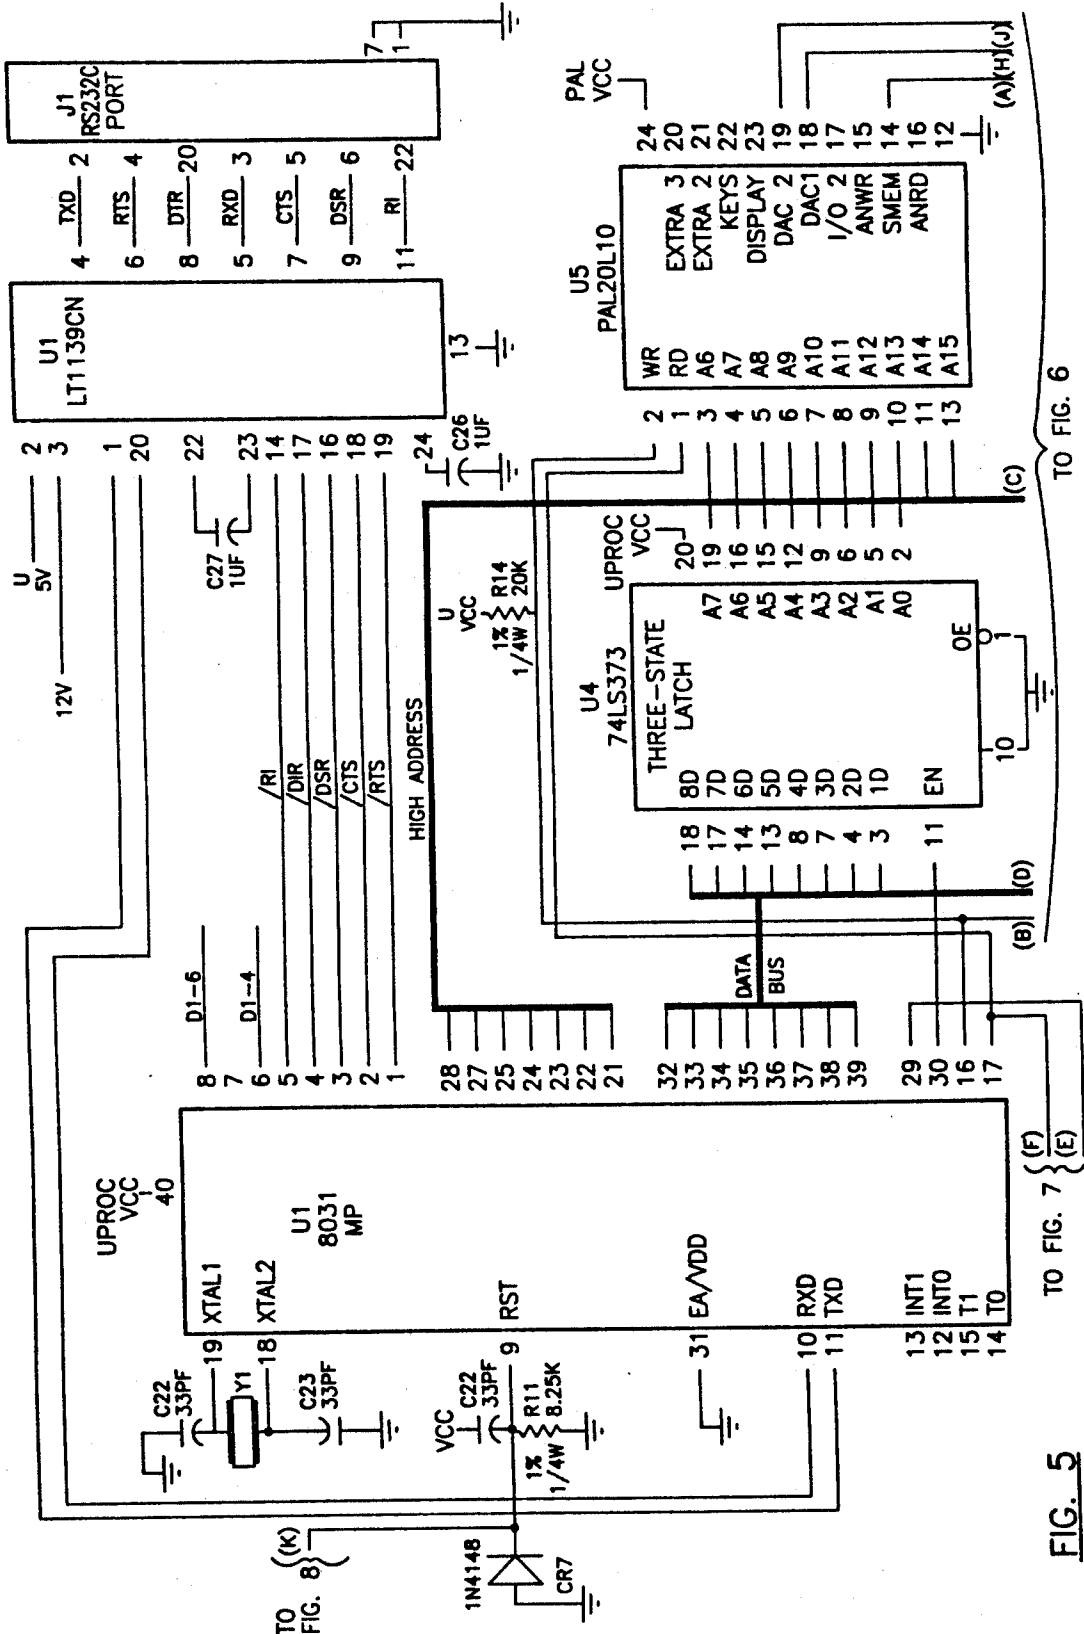 J1
RS232C
PORT
7
1
TXD 2
RTS 4
DTR 20
RXD 3
CTS 5
DSR 6
RI 22
4
6
8
5
7
9
11
U1
LT1139CN
13
2
3
1
20
22
23
14
17
16
18
19
24
C26
1UF
U
5V
12V
C27
1UF
/RI
/DIR
/DSR
/CTS
/RTS
HIGH ADDRESS
D1-6
D1-4
8
7
6
5
4
3
2
1
28
27
25
24
23
22
21
32
33
34
35
36
37
38
39
29
30
16
17
DATA
BUS
UPROC
VCC
40
U1
8031
MP
XTAL1
XTAL2
RST
EA/VDD
RXD
TXD
INT1
INT0
T1
T0
19
18
9
31
10
11
13
12
15
14
C22
33PF
Y1
C23
33PF
VCC
C22
33PF
R11
8.25K
1%
1/4W
1N4148
CR7
(K)
TO
FIG. 8
U
VCC
R14
20K
1%
1/4W
UPROC
VCC
20
U4
74LS373
THREE-STATE
LATCH
8D
7D
6D
5D
4D
3D
2D
1D
EN
18
17
14
13
8
7
4
3
11
A7
A6
A5
A4
A3
A2
A1
A0
OE
19
16
15
12
9
6
5
2
1
10
U5
PAL20L10
WR
RD
A6
A7
A8
A9
A10
A11
A12
A13
A14
A15
2
1
3
4
5
6
7
8
9
10
11
13
EXTRA 3
EXTRA 2
KEYS
DISPLAY
DAC 2
DAC1
I/O 2
ANWR
SMEM
ANRD
24
20
21
22
23
19
18
17
15
14
16
12
PAL
VCC
(A)(H)(J)
(C)
(D)
(B)
TO FIG. 6
(F)
(E)
TO FIG. 7
FIG. 5